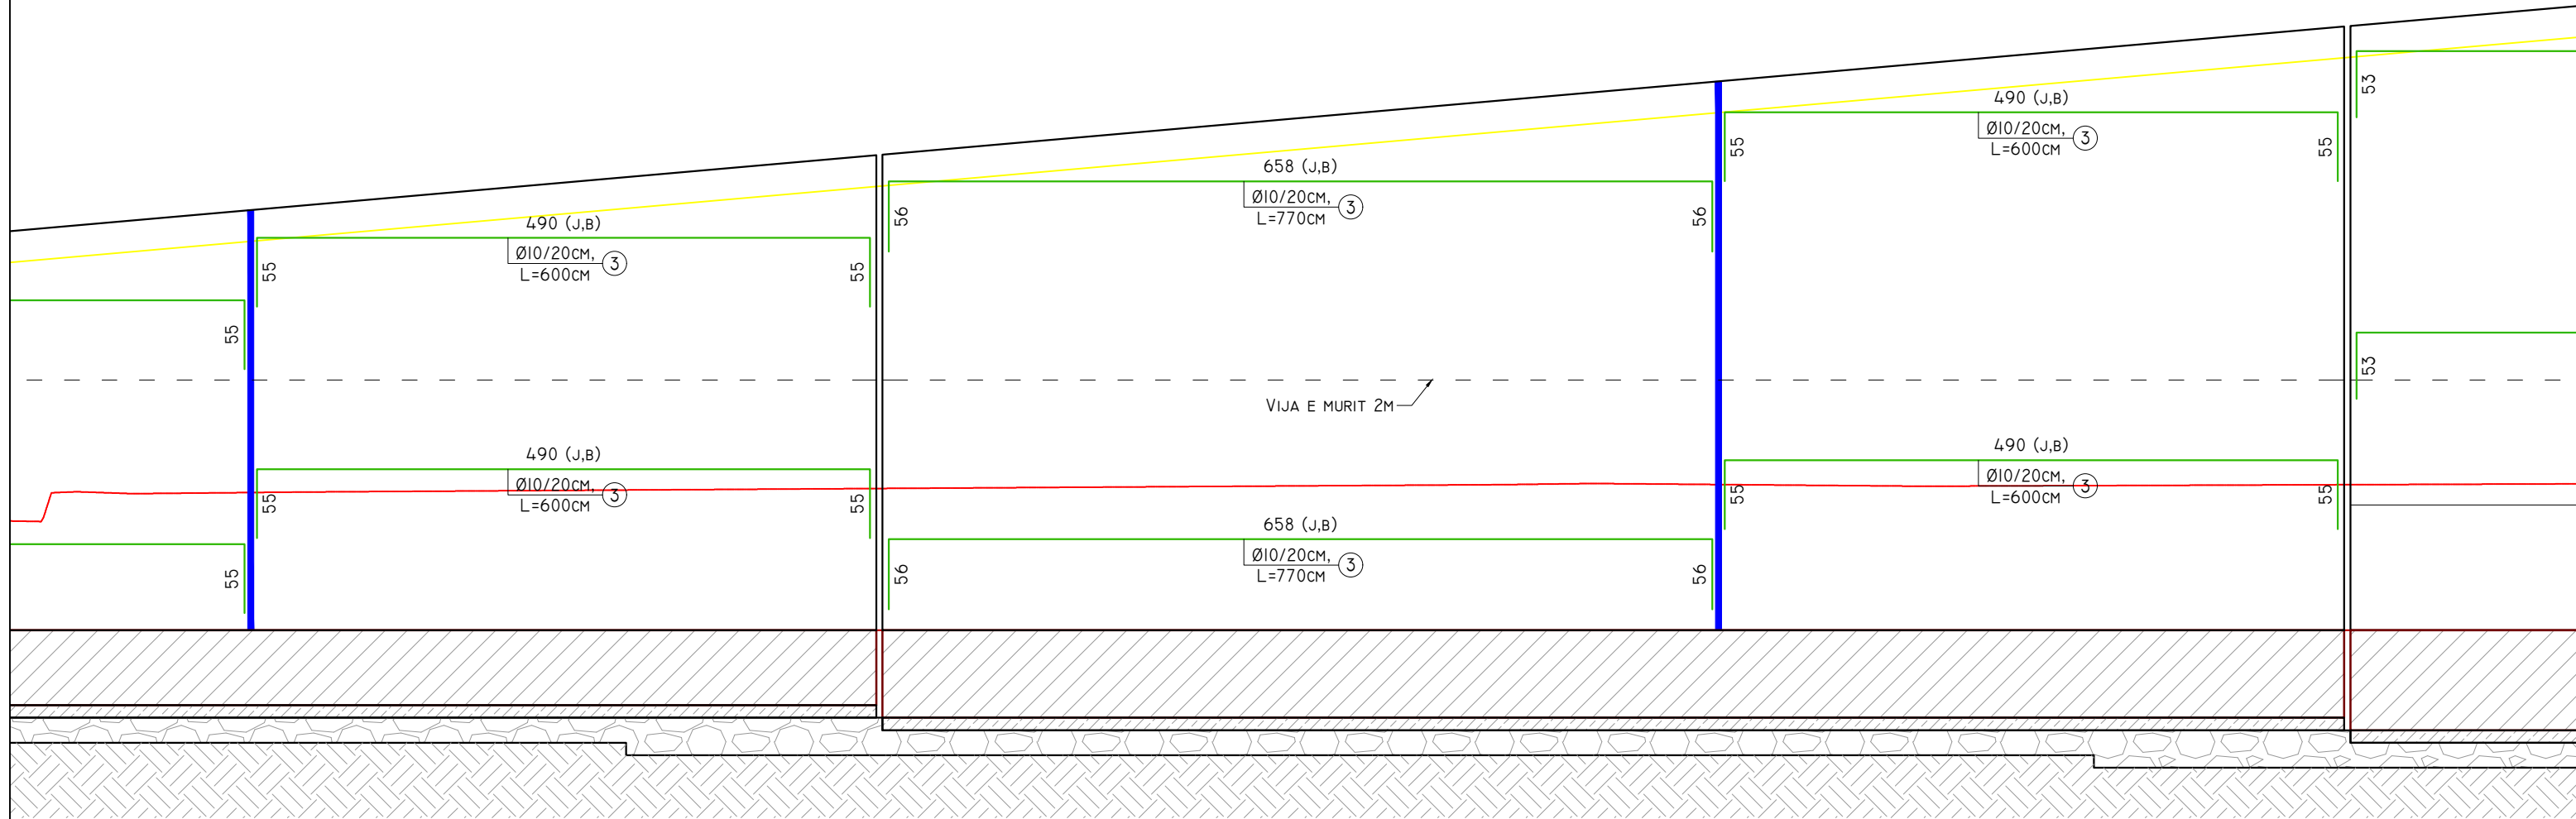 53
490 (J,B)
Ø10/20CM,
L=600CM
3
55
55
658 (J,B)
Ø10/20CM,
L=770CM
3
56
56
490 (J,B)
Ø10/20CM,
L=600CM
3
55
55
55
53
VIJA E MURIT 2M
490 (J,B)
Ø10/20CM,
L=600CM
3
55
55
490 (J,B)
Ø10/20CM,
L=600CM
3
55
55
658 (J,B)
Ø10/20CM,
L=770CM
3
56
56
55